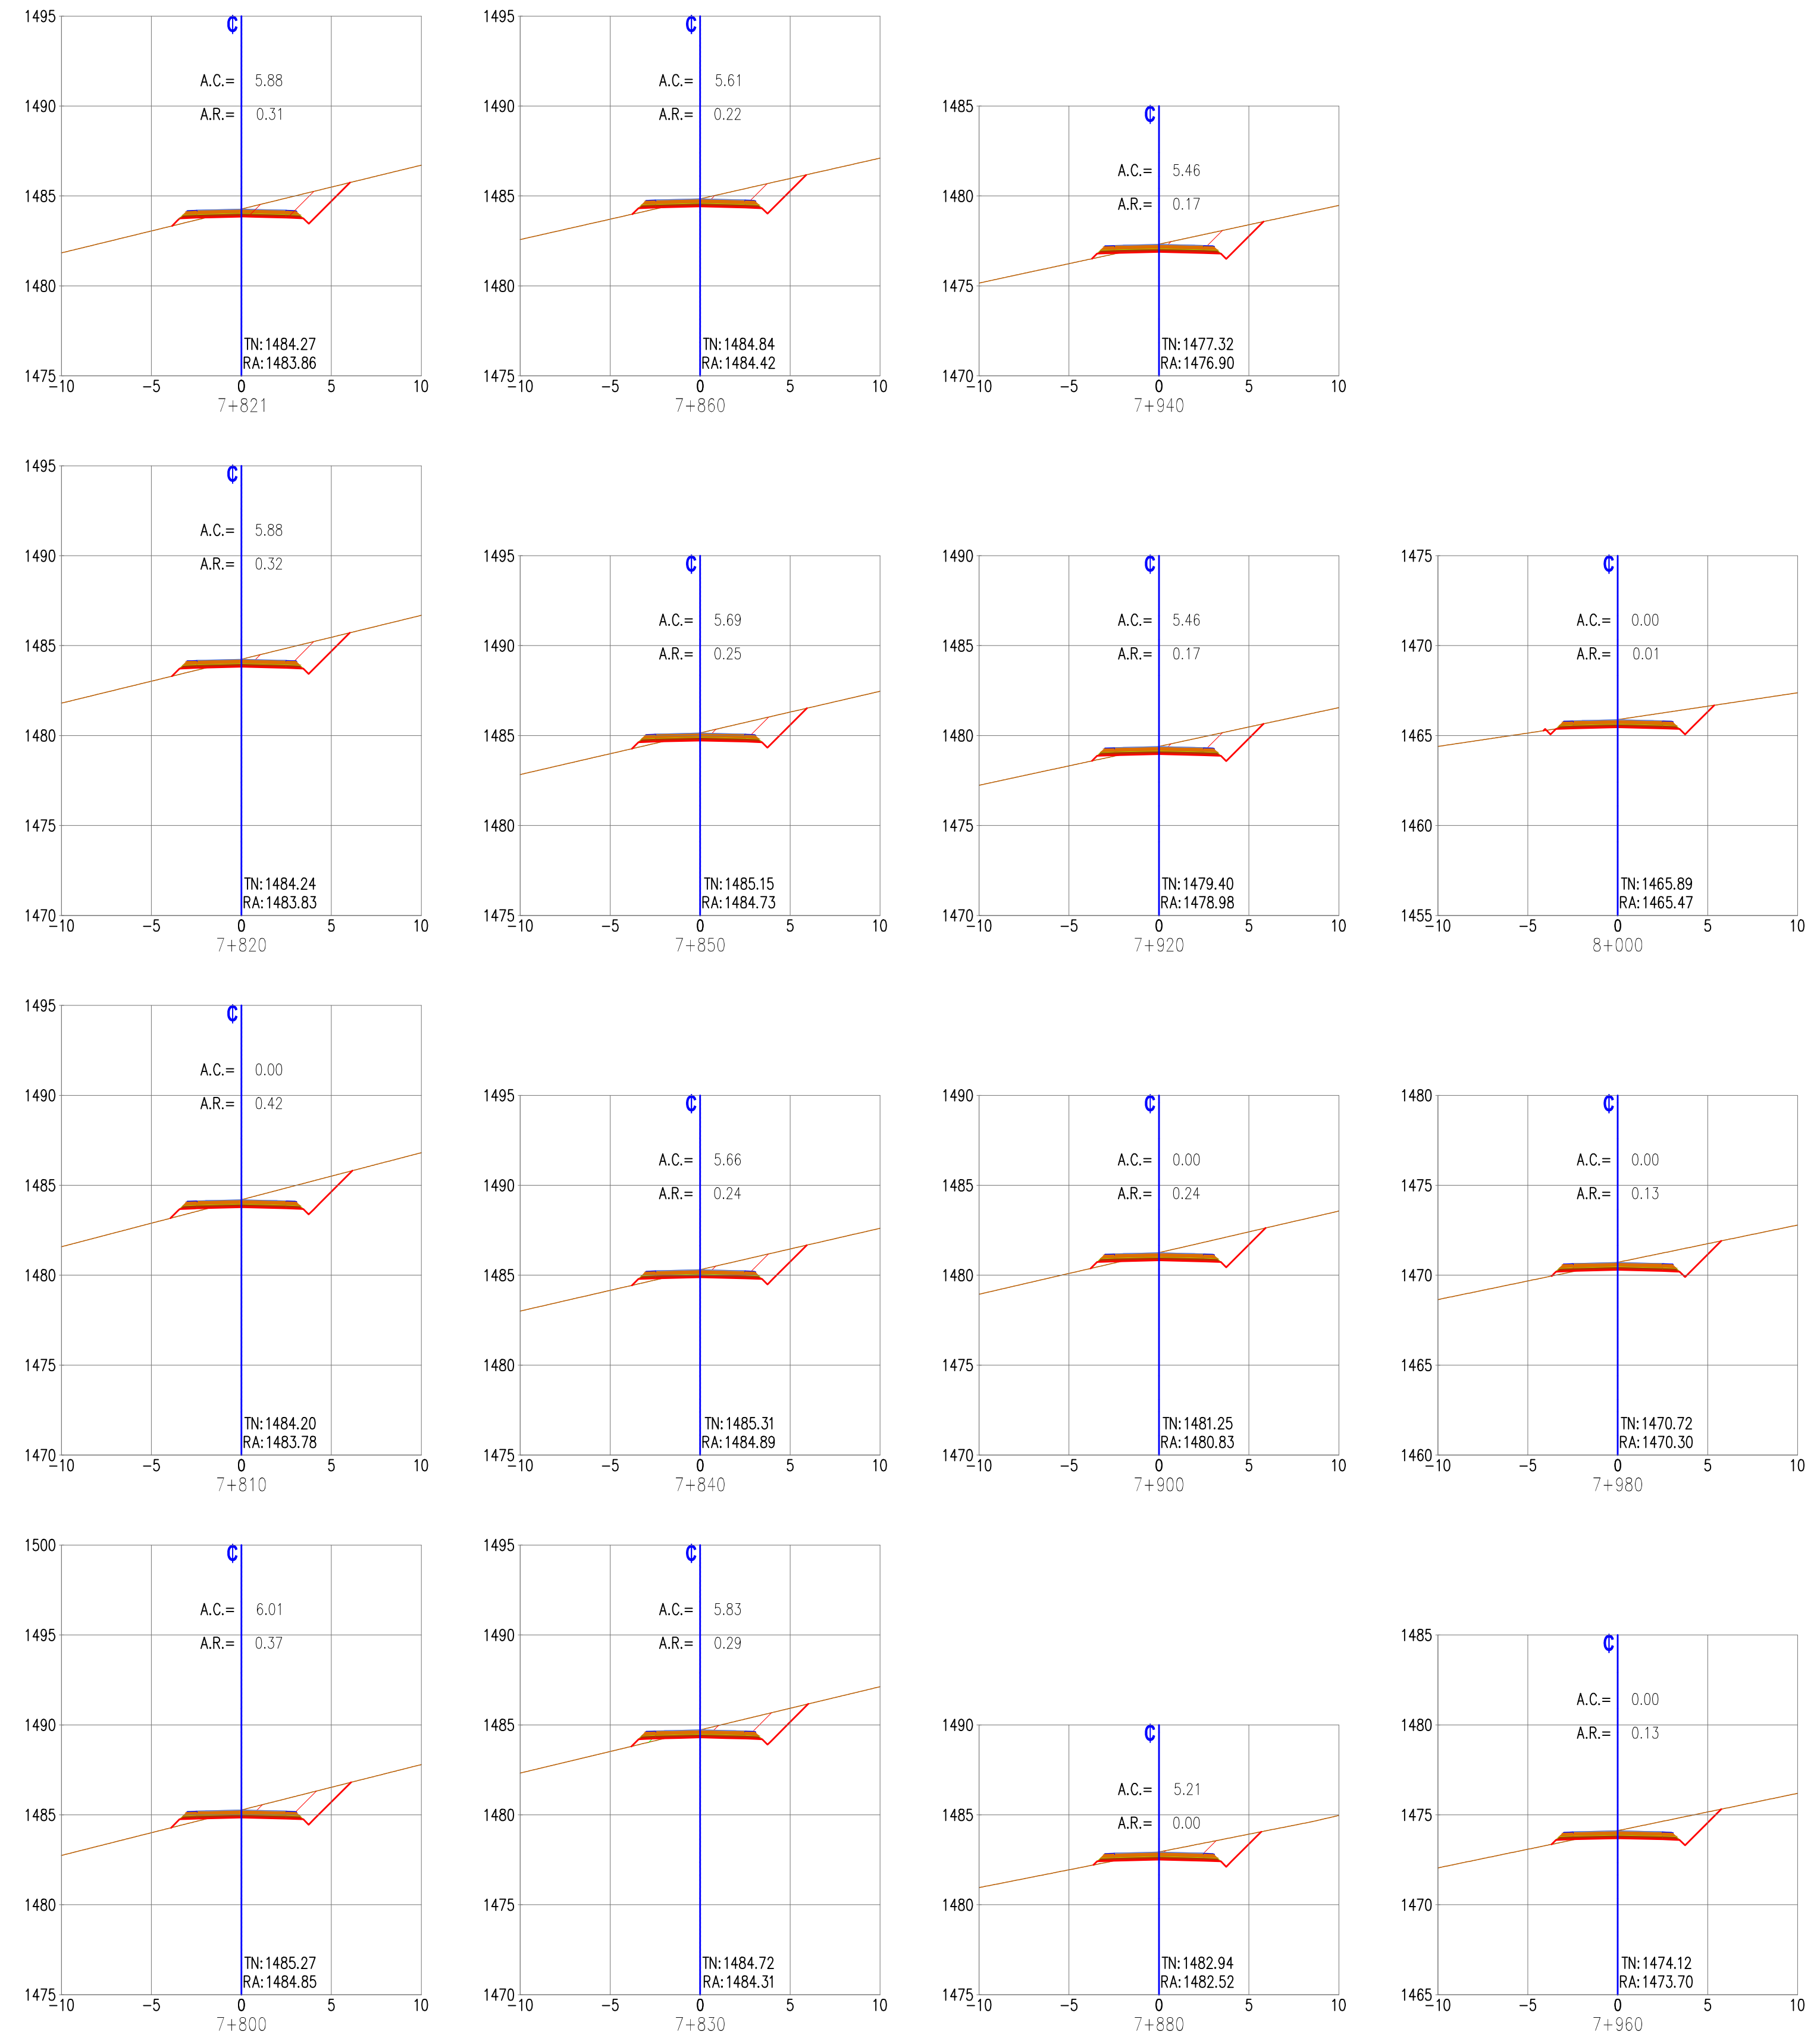 1495
₵
A.C.= 5.88
1490
A.R.= 0.31
1485
1480
TN:1484.27
RA:1483.86
1475
-10 -5 0 5 10
7+821
1495
₵
A.C.= 5.61
1490
A.R.= 0.22
1485
1480
TN:1484.84
RA:1484.42
1475
-10 -5 0 5 10
7+860
1485
₵
A.C.= 5.46
1480
A.R.= 0.17
1475
TN:1477.32
RA:1476.90
1470
-10 -5 0 5 10
7+940
1495
₵
A.C.= 5.88
1490
A.R.= 0.32
1485
1480
1475
TN:1484.24
RA:1483.83
1470
-10 -5 0 5 10
7+820
1495
₵
A.C.= 5.69
1490
A.R.= 0.25
1485
1480
TN:1485.15
RA:1484.73
1475
-10 -5 0 5 10
7+850
1490
₵
A.C.= 5.46
1485
A.R.= 0.17
1480
1475
TN:1479.40
RA:1478.98
1470
-10 -5 0 5 10
7+920
1475
₵
A.C.= 0.00
1470
A.R.= 0.01
1465
1460
TN:1465.89
RA:1465.47
1455
-10 -5 0 5 10
8+000
1495
₵
A.C.= 0.00
1490
A.R.= 0.42
1485
1480
1475
TN:1484.20
RA:1483.78
1470
-10 -5 0 5 10
7+810
1495
₵
A.C.= 5.66
1490
A.R.= 0.24
1485
1480
TN:1485.31
RA:1484.89
1475
-10 -5 0 5 10
7+840
1490
₵
A.C.= 0.00
1485
A.R.= 0.24
1480
1475
TN:1481.25
RA:1480.83
1470
-10 -5 0 5 10
7+900
1480
₵
A.C.= 0.00
1475
A.R.= 0.13
1470
1465
TN:1470.72
RA:1470.30
1460
-10 -5 0 5 10
7+980
1500
₵
A.C.= 6.01
1495
A.R.= 0.37
1490
1485
1480
TN:1485.27
RA:1484.85
1475
-10 -5 0 5 10
7+800
1495
₵
A.C.= 5.83
1490
A.R.= 0.29
1485
1480
1475
TN:1484.72
RA:1484.31
1470
-10 -5 0 5 10
7+830
1490
₵
A.C.= 5.21
1485
A.R.= 0.00
1480
TN:1482.94
RA:1482.52
1475
-10 -5 0 5 10
7+880
1485
₵
A.C.= 0.00
1480
A.R.= 0.13
1475
1470
TN:1474.12
RA:1473.70
1465
-10 -5 0 5 10
7+960